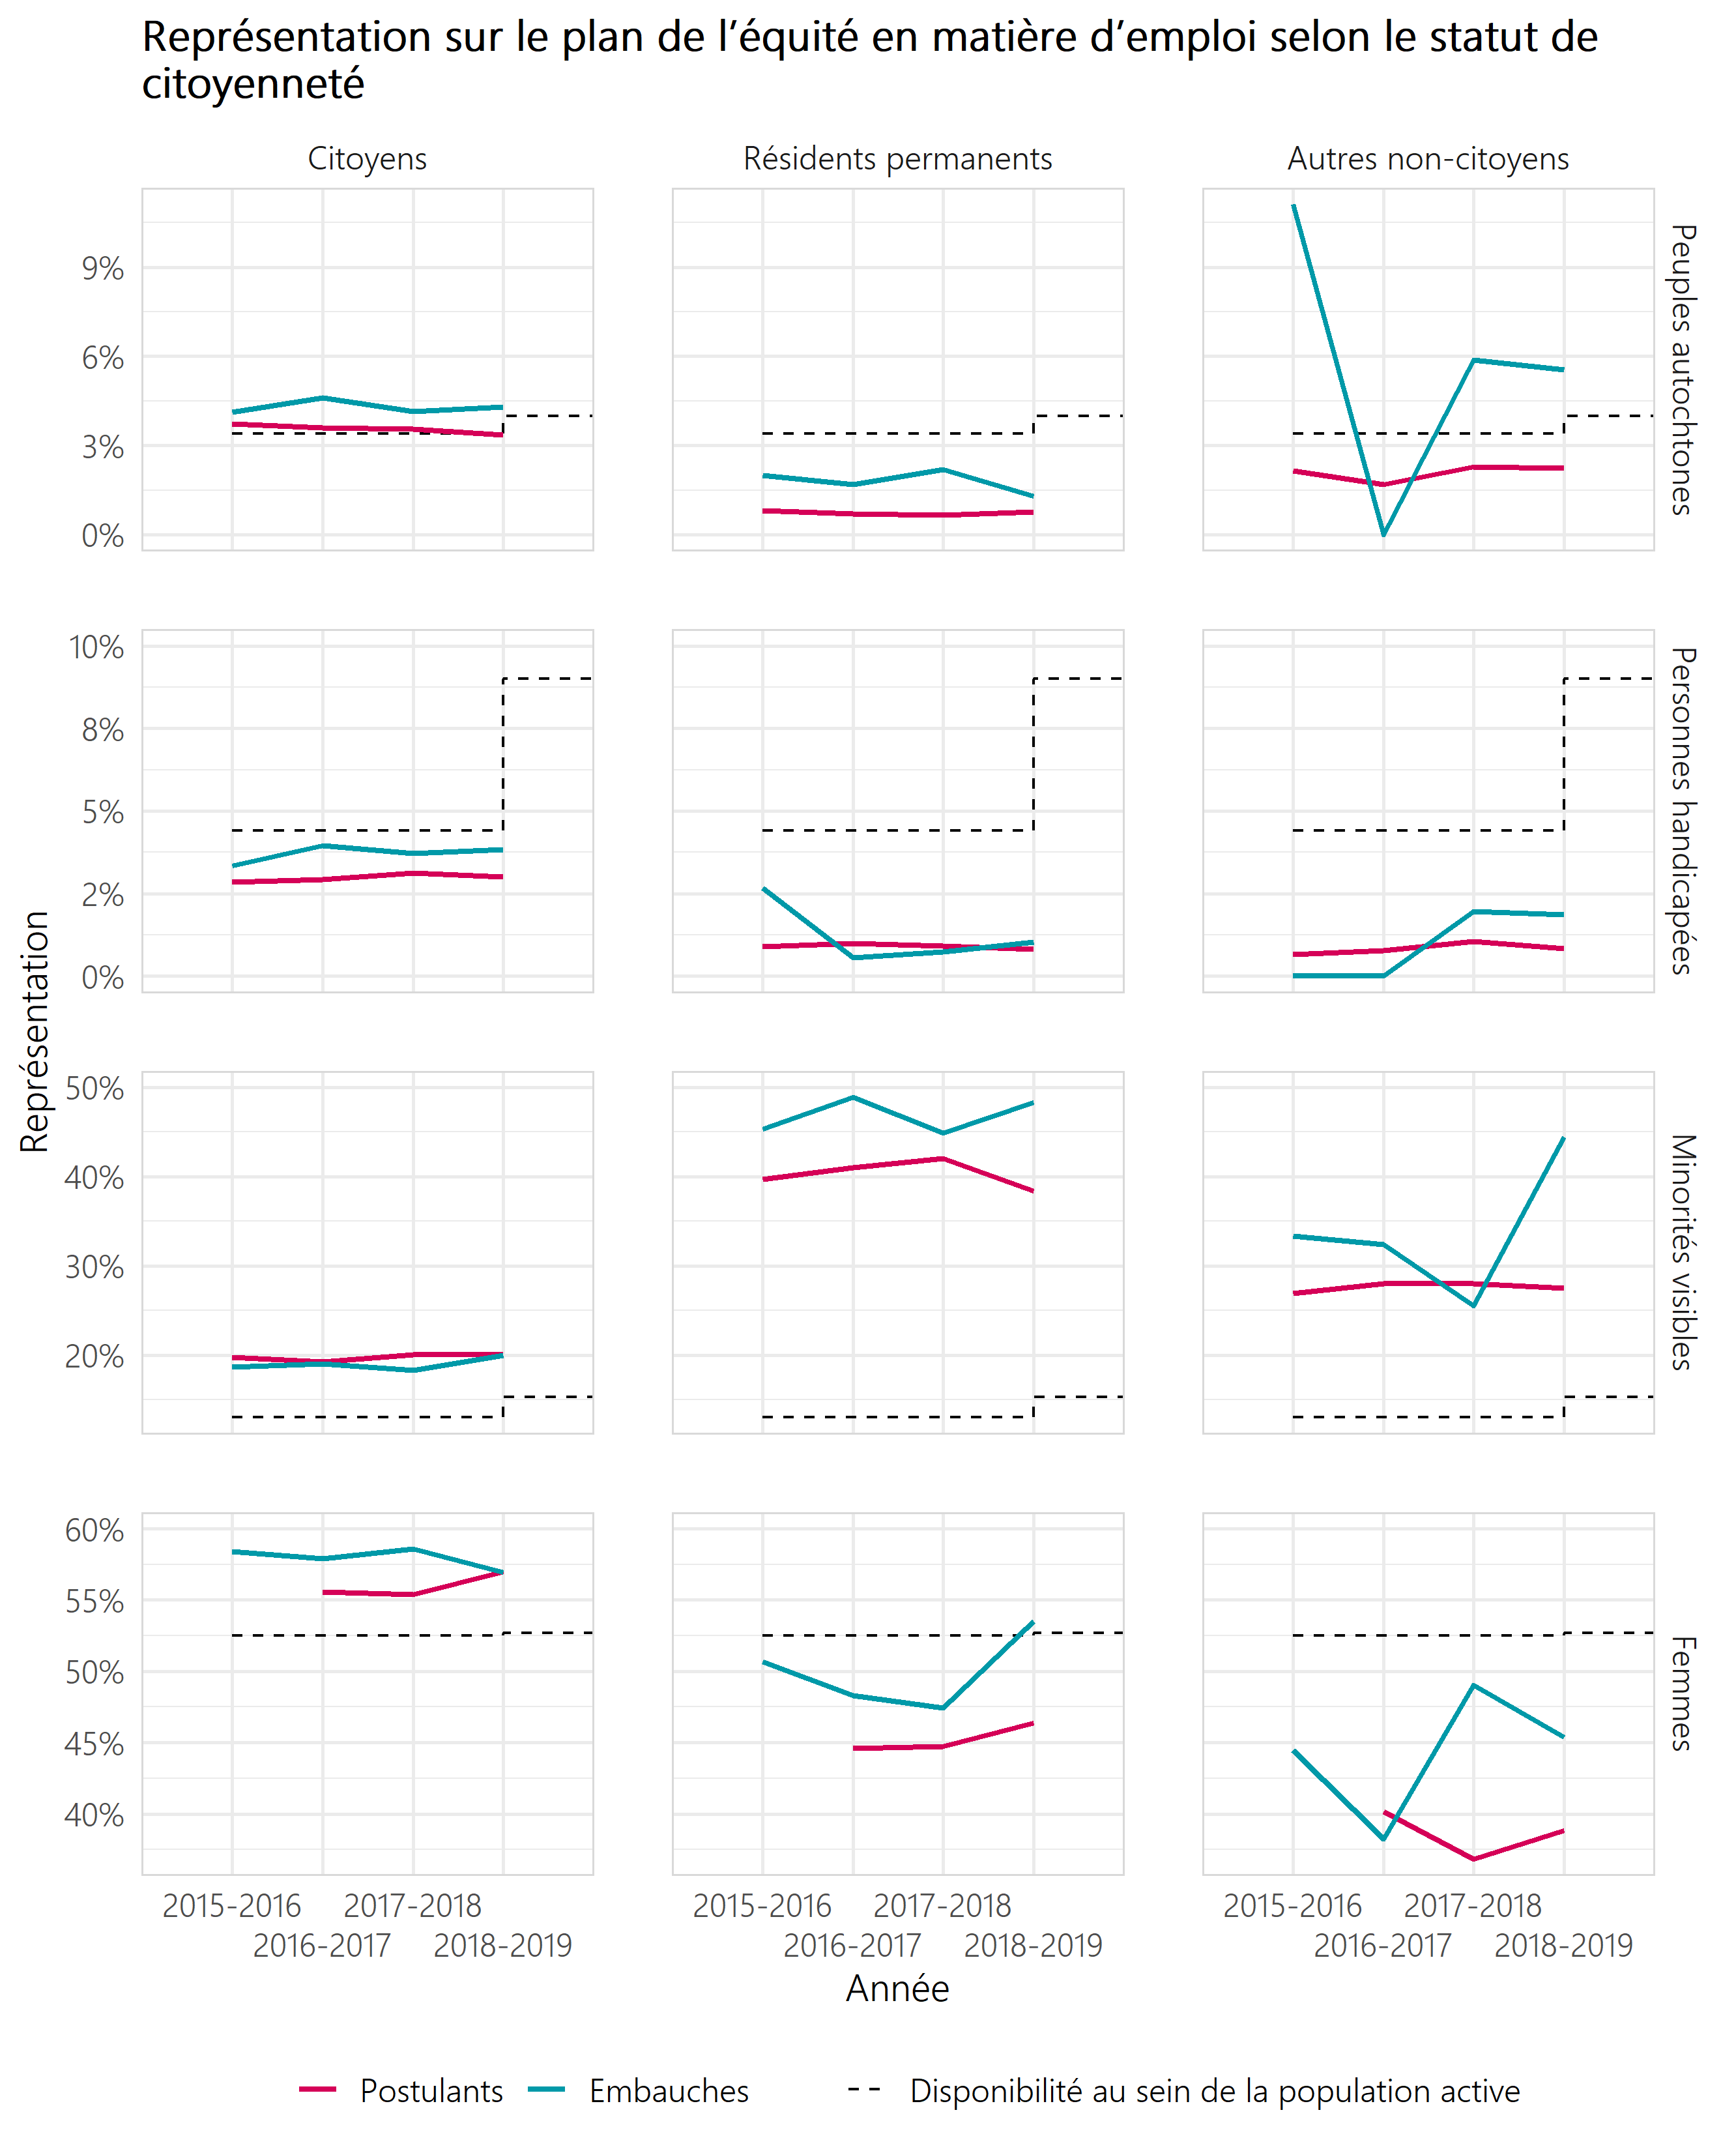 Représentation sur le plan de l’équité en matière d’emploi selon le statut de
citoyenneté
Citoyens
Résidents permanents
Autres non-citoyens
9%
6%
3%
0%
Peuples autochtones
10%
8%
5%
2%
0%
Personnes handicapées
Représentation
50%
40%
30%
20%
Minorités visibles
60%
55%
50%
45%
40%
Femmes
2015-2016 2017-2018 2015-2016 2017-2018 2015-2016 2017-2018
2016-2017 2018-2019 2016-2017 2018-2019 2016-2017 2018-2019
Année
Postulants Embauches Disponibilité au sein de la population active